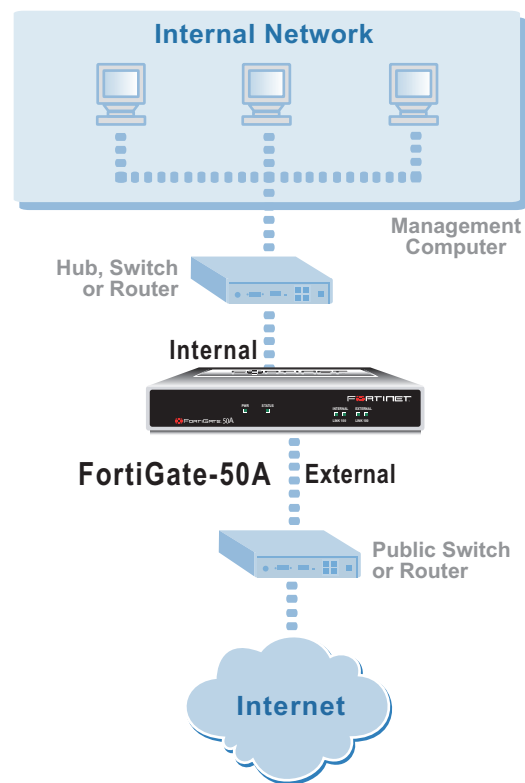 Internal Network
Management
Computer
Hub, Switch
or Router
Internal
FORTINET
FORTINET
PWR STATUS
INTERNAL EXTERNAL
LINK 100 LINK 100
FORTIGATE 50A
FortiGate-50A
External
Public Switch
or Router
Internet